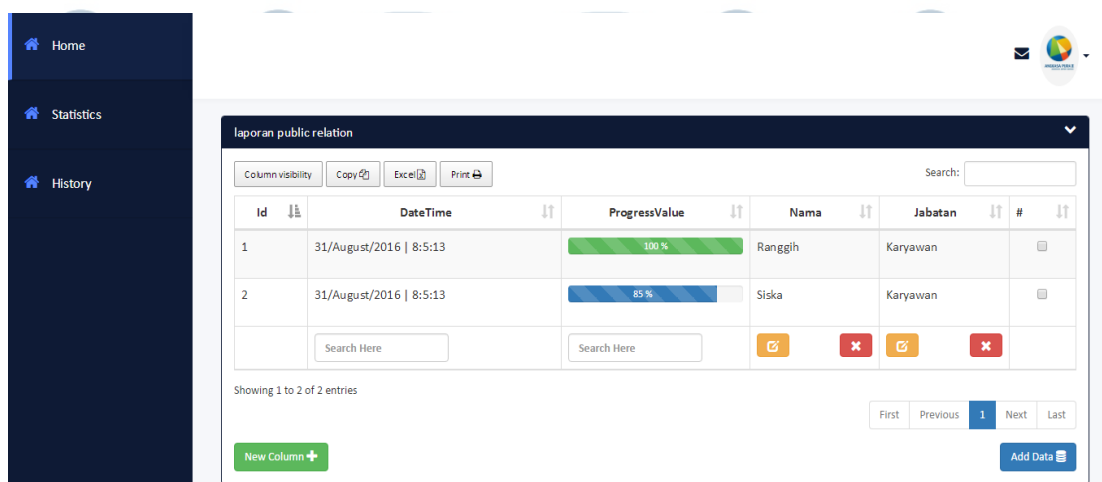 Home
Statistics
History
laporan public relation
Column visibility Copy Excel Print
Search:
Id DateTime ProgressValue Nama Jabatan #
1 31/August/2016 | 8:5:13 100 % Ranggih Karyawan
2 31/August/2016 | 8:5:13 85 % Siska Karyawan
Search Here Search Here
Showing 1 to 2 of 2 entries
First Previous 1 Next Last
New Column Add Data